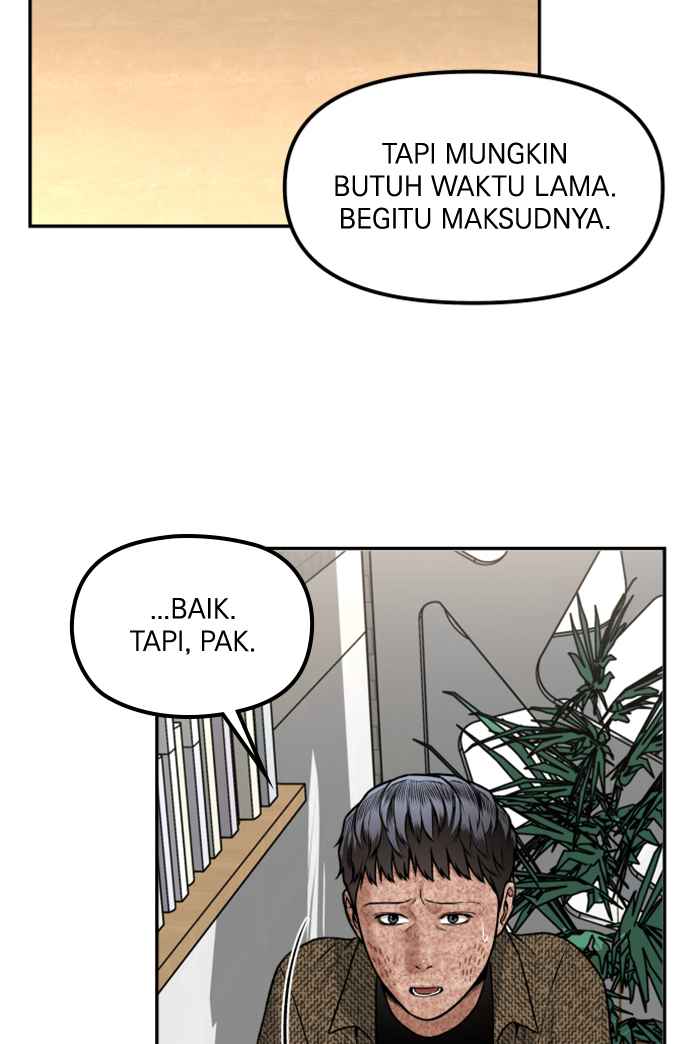 TAPI MUNGKIN
BUTUH WAKTU LAMA.
BEGITU MAKSUDNYA.
...BAIK.
TAPI, PAK.